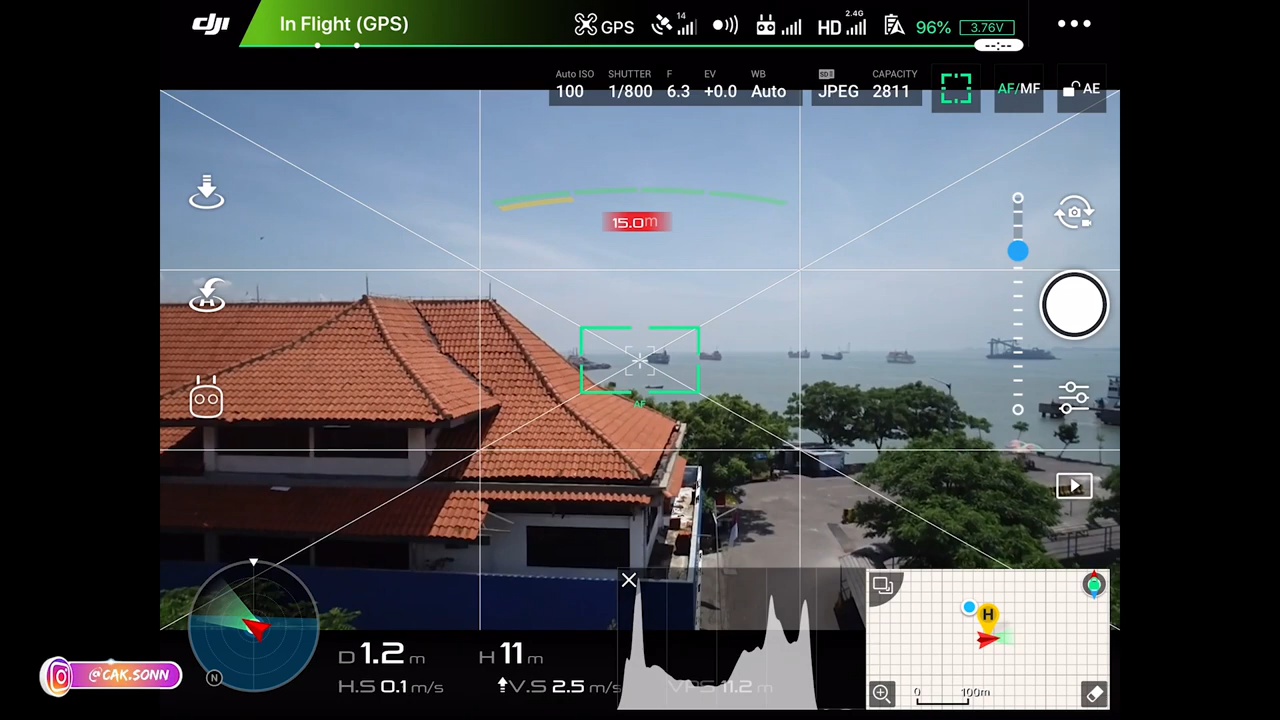 dji In Flight (GPS) GPS 14 HD 2.4G 96% 3.76V
--:--
Auto ISO SHUTTER F EV WB SD CAPACITY
100 1/800 6.3 +0.0 Auto JPEG 2811 AF/MF AE
15.0m
H
AF
H
N
D 1.2 m H 11 m
H.S 0.1 m/s V.S 2.5 m/s VPS 11.2 m
0 100m
@CAK.SONN